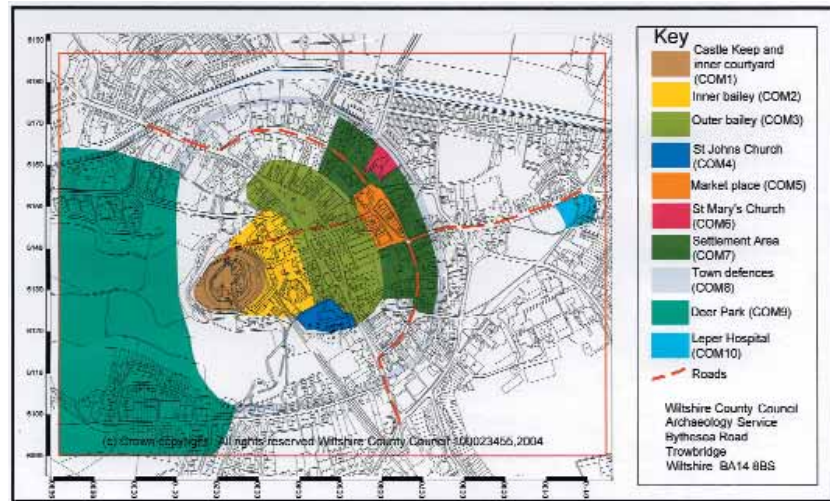 Key
Castle Keep and
inner courtyard
(COM1)
Inner bailey (COM2)
Outer bailey (COM3)
St Johns Church
(COM4)
Market place (COM5)
St Mary's Church
(COM6)
Settlement Area
(COM7)
Town defences
(COM8)
Deer Park (COM9)
Leper Hospital
(COM10)
Roads
Wiltshire County Council
Archaeology Service
Bythesea Road
Trowbridge
Wiltshire BA14 8BS
(c) Crown copyright. All rights reserved Wiltshire County Council 100023455,2004